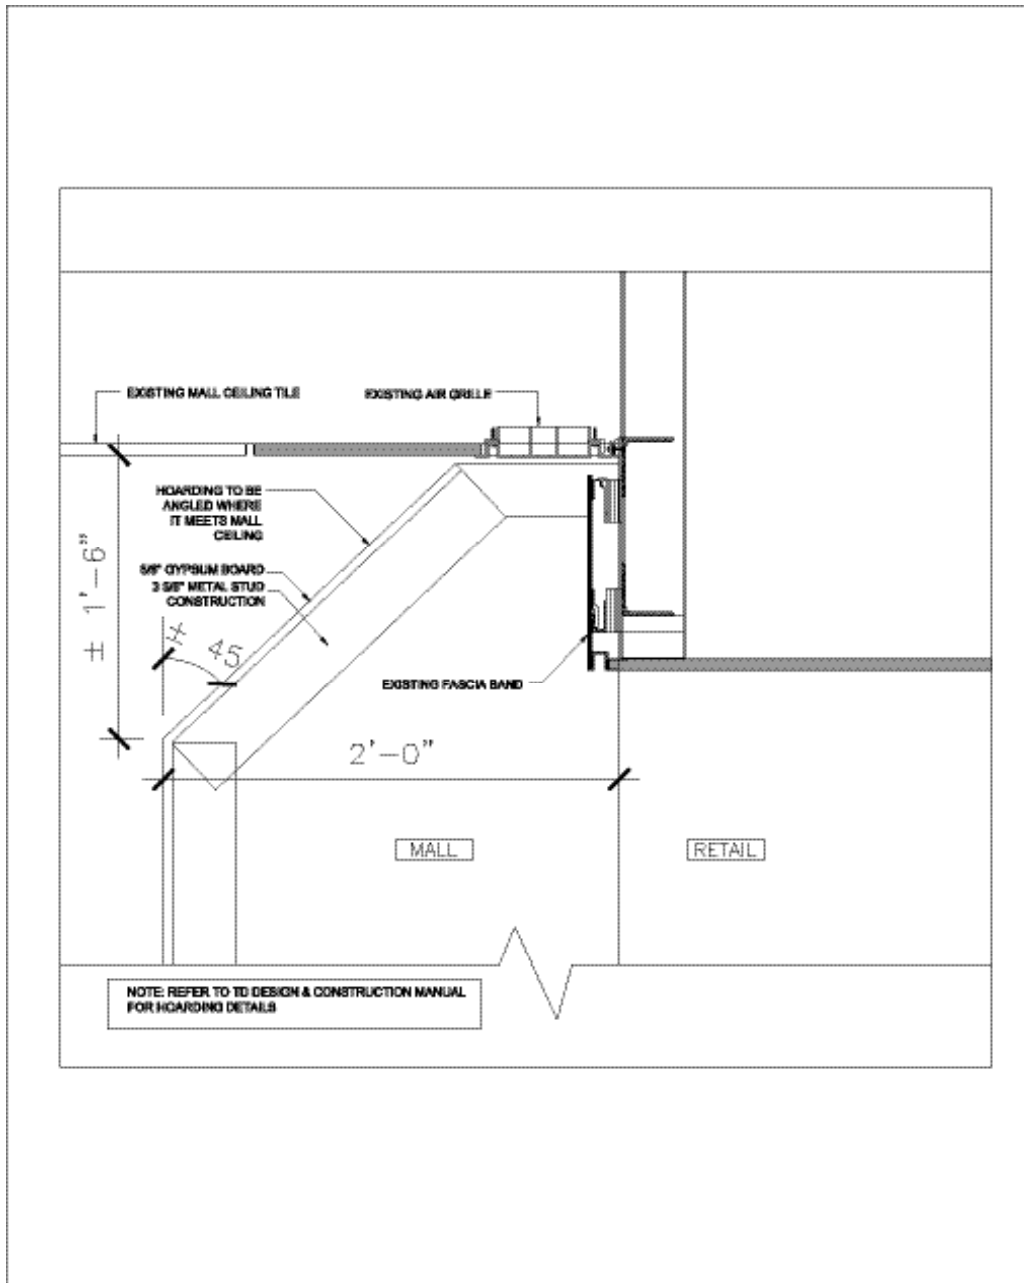 EXISTING MALL CEILING TILE
EXISTING AIR GRILLE
HOARDING TO BE
ANGLED WHERE
IT MEETS MALL
CEILING
5/8" GYPSUM BOARD
3 5/8" METAL STUD
CONSTRUCTION
± 1'-6"
± 45
EXISTING FASCIA BAND
2'-0"
MALL
RETAIL
NOTE: REFER TO TD DESIGN & CONSTRUCTION MANUAL
FOR HOARDING DETAILS